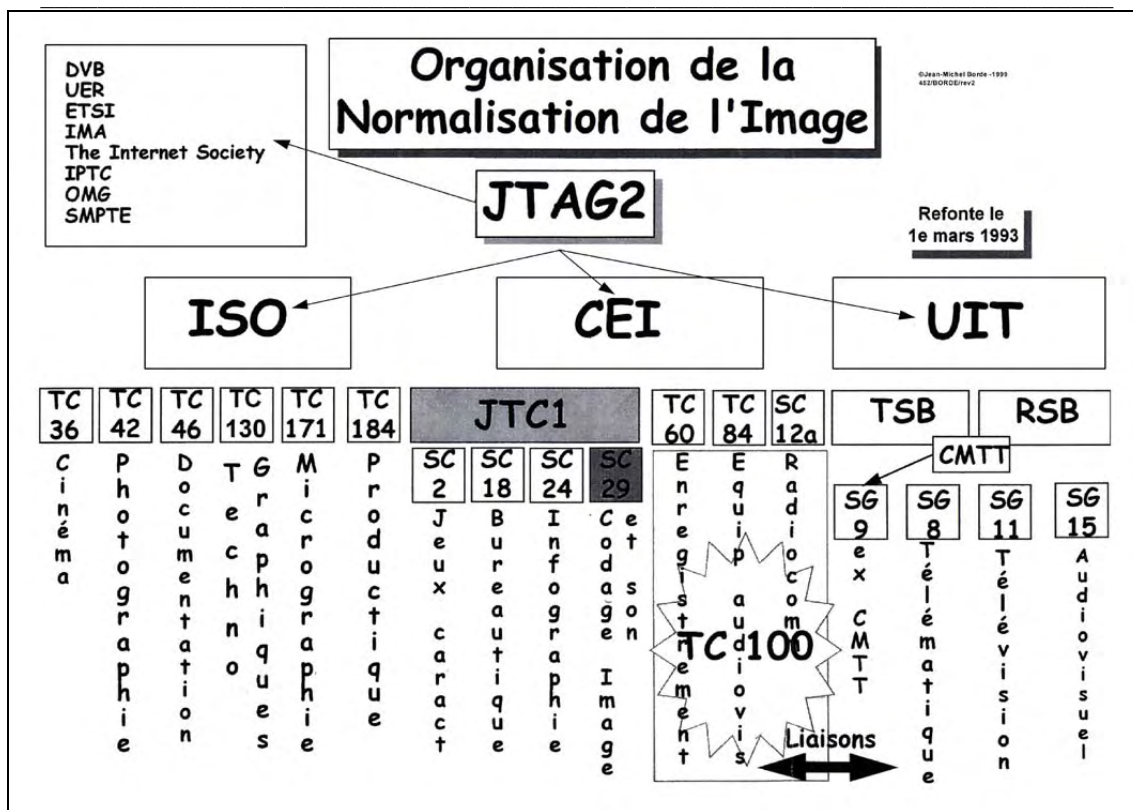 DVB
UER
ETSI
IMA
The Internet Society
IPTC
OMG
SMPTE
Organisation de la
Normalisation de l'Image
©Jean-Michel Borde -1999
452/BORDE/rev2
JTAG2
Refonte le
1e mars 1993
ISO
CEI
UIT
TC 36
TC 42
TC 46
TC 130
TC 171
TC 184
JTC1
TC 60
TC 84
SC 12a
TSB
RSB
CMTT
SC 2
SC 18
SC 24
SC 29
SG 9
SG 8
SG 11
SG 15
Cinéma
Photographie
Documentation
Techno
Graphiques
Micrographie
Productique
Jeux caract
Bureautique
Infographie
Codage Image
et son
Enregistrement
Equip audiovis
Radiocom
TC 100
ex CMTT
Télématique
Télévision
Audiovisuel
Liaisons